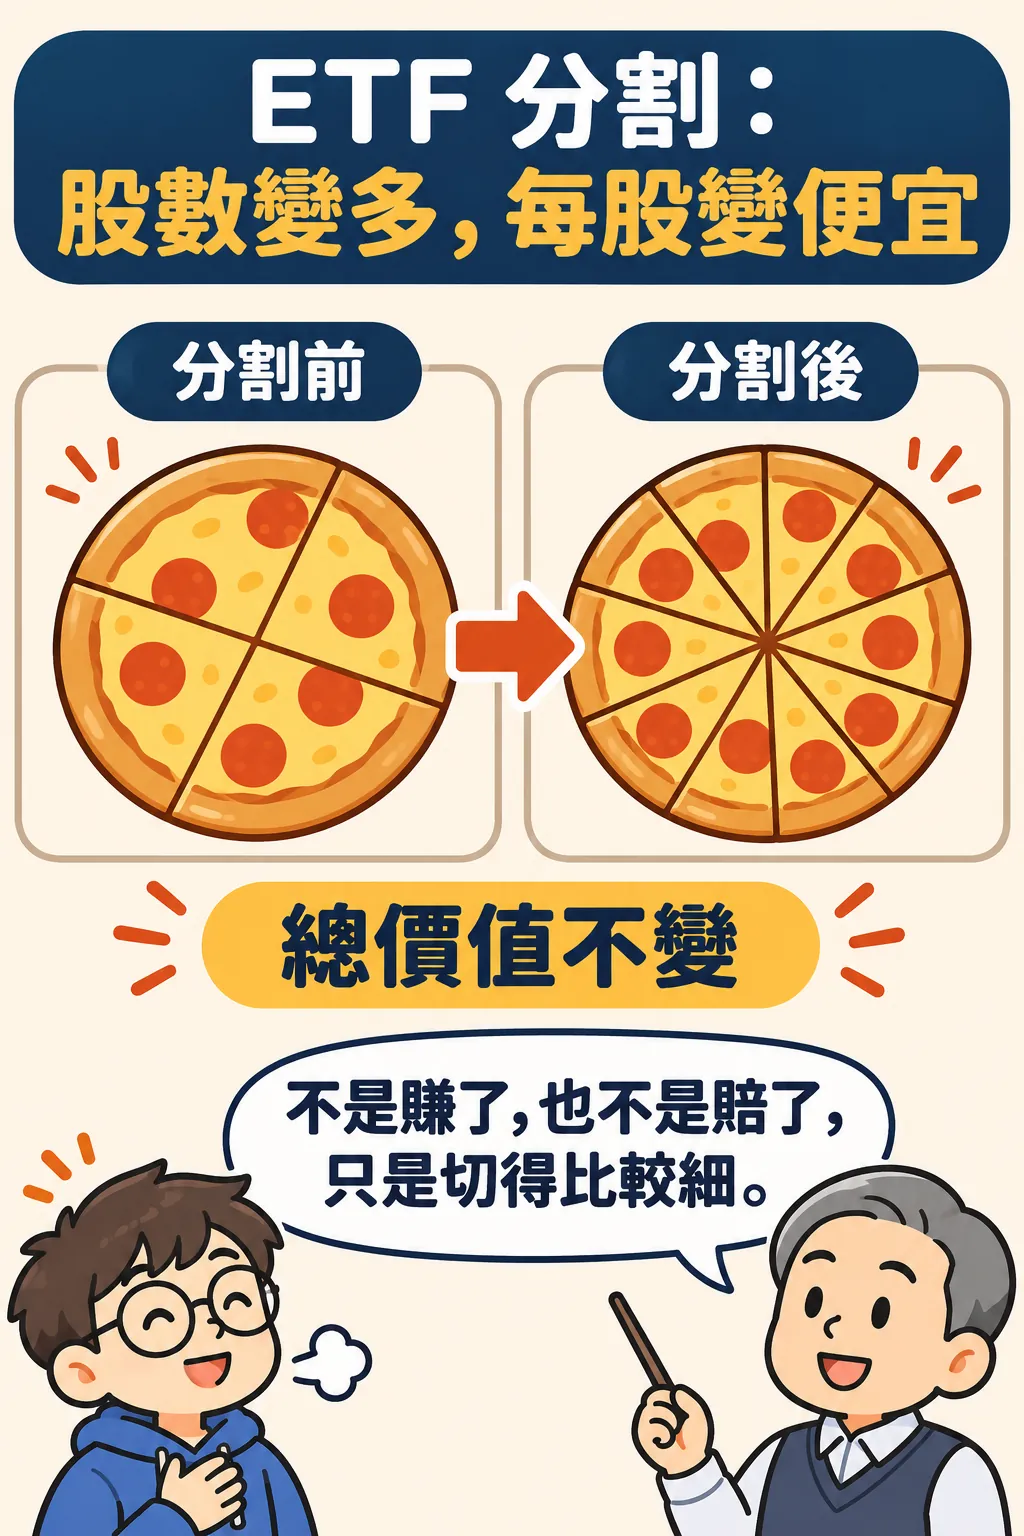 ETF 分割：
股數變多，每股變便宜
分割前
分割後
總價值不變
不是賺了，也不是賠了，
只是切得比較細。